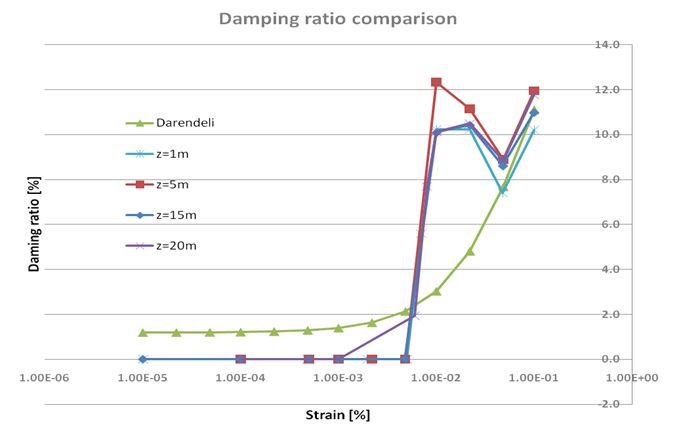 Damping ratio comparison
14.0
12.0
10.0
8.0
6.0
4.0
2.0
0.0
-2.0
Daming ratio [%]
Darendeli
z=1m
z=5m
z=15m
z=20m
1.00E-06 1.00E-05 1.00E-04 1.00E-03 1.00E-02 1.00E-01 1.00E+00
Strain [%]